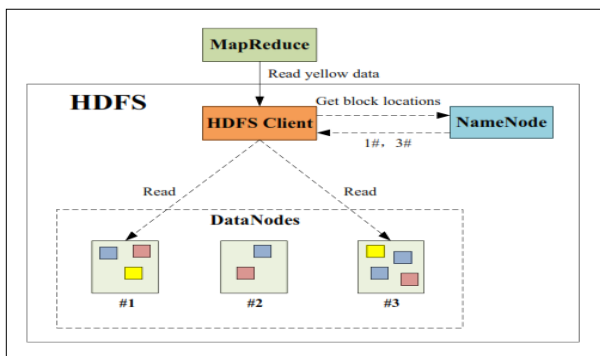 MapReduce
Read yellow data
HDFS
Get block locations
HDFS Client
NameNode
1#, 3#
Read
Read
DataNodes
#1
#2
#3